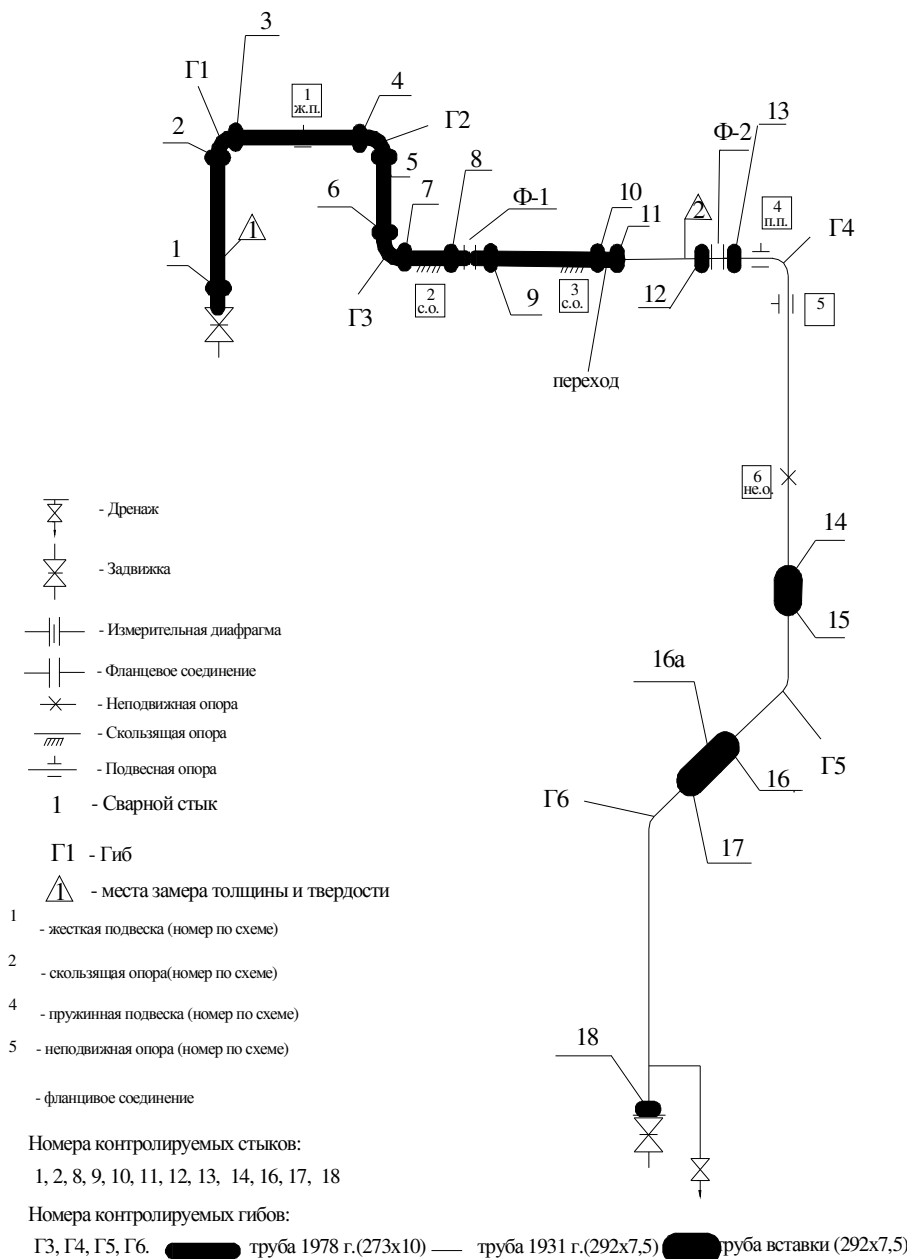 3
Г1
1
ж.п.
4
Г2
13
Ф-2
2
5
7
8
4
п.п.
Г4
6
Ф-1
10
11
2
1
1
Г3
2
с.о.
9
3
с.о.
12
5
переход
6
не.о.
14
15
- Дренаж
- Задвижка
- Измерительная диафрагма
- Фланцевое соединение
- Неподвижная опора
- Скользящая опора
- Подвесная опора
1 - Сварной стык
16а
16
Г5
Г6
17
Г1 - Гиб
1 - места замера толщины и твердости
1 - жесткая подвеска (номер по схеме)
2 - скользящая опора(номер по схеме)
4 - пружинная подвеска (номер по схеме)
5 - неподвижная опора (номер по схеме)
18
- фланцивое соединение
Номера контролируемых стыков:
1, 2, 8, 9, 10, 11, 12, 13, 14, 16, 17, 18
Номера контролируемых гибов:
Г3, Г4, Г5, Г6. труба 1978 г.(273х10) труба 1931 г.(292х7,5) труба вставки (292х7,5)